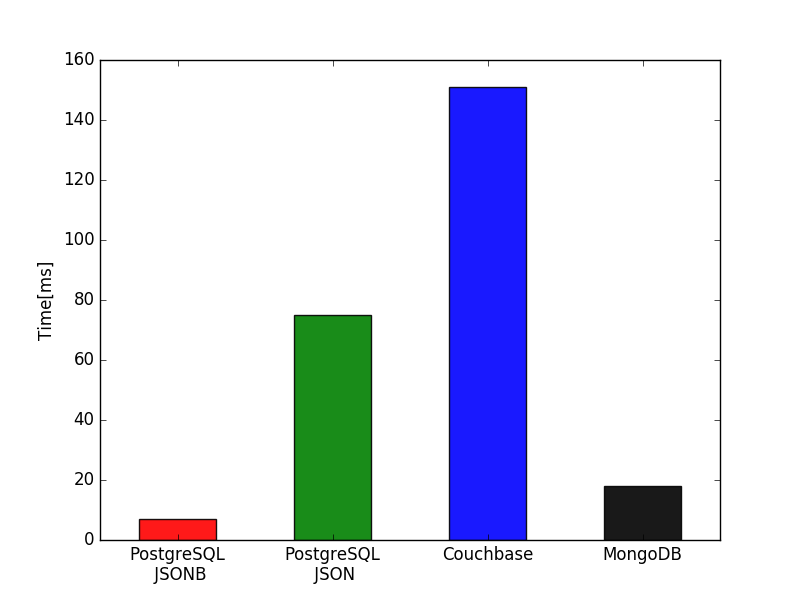 160
140
120
100
80
60
40
20
0
Time[ms]
PostgreSQL
JSONB
PostgreSQL
JSON
Couchbase
MongoDB